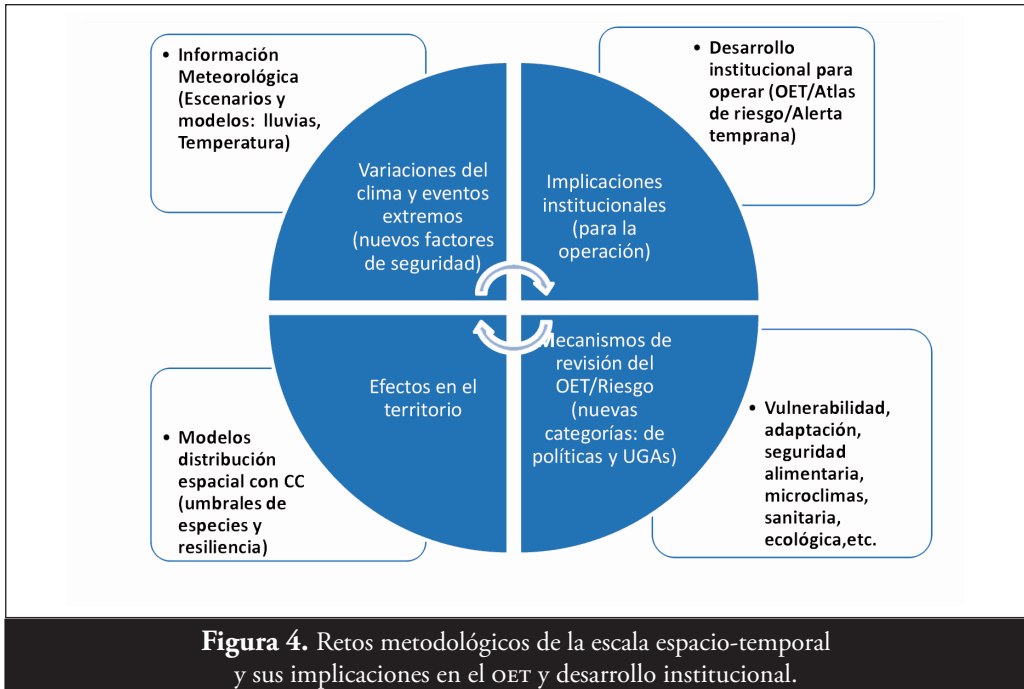 • Información
Meteorológica
(Escenarios y
modelos: lluvias,
Temperatura)
Variaciones del
clima y eventos
extremos
(nuevos factores
de seguridad)
• Desarrollo
institucional para
operar (OET/Atlas
de riesgo/Alerta
temprana)
Implicaciones
institucionales
(para la
operación)
• Modelos
distribución
espacial con CC
(umbrales de
especies y
resiliencia)
Efectos en el
territorio
Mecanismos de
revisión del
OET/Riesgo
(nuevas
categorías: de
políticas y UGAs)
• Vulnerabilidad,
adaptación,
seguridad
alimentaria,
microclimas,
sanitaria,
ecológica,etc.
Figura 4. Retos metodológicos de la escala espacio-temporal
y sus implicaciones en el OET y desarrollo institucional.